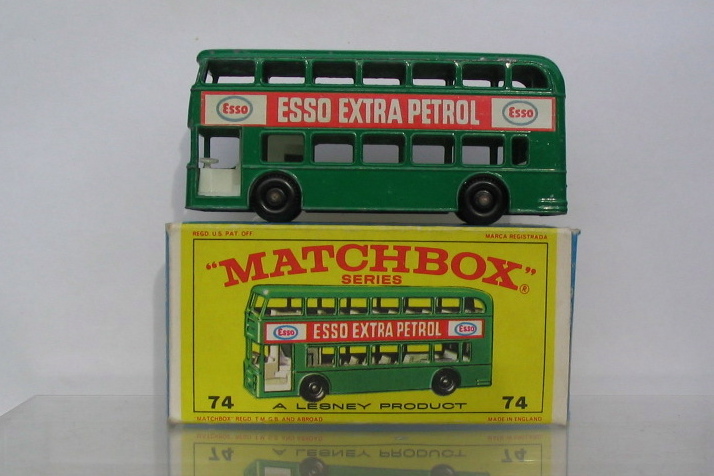 Esso ESSO EXTRA PETROL Esso
REGD. U.S. PAT. OFF. MARCA REGISTRADA
"MATCHBOX"®
SERIES
Esso ESSO EXTRA PETROL Esso
74 A LESNEY PRODUCT 74
"MATCHBOX" REGD. T.M. G.B. AND ABROAD MADE IN ENGLAND